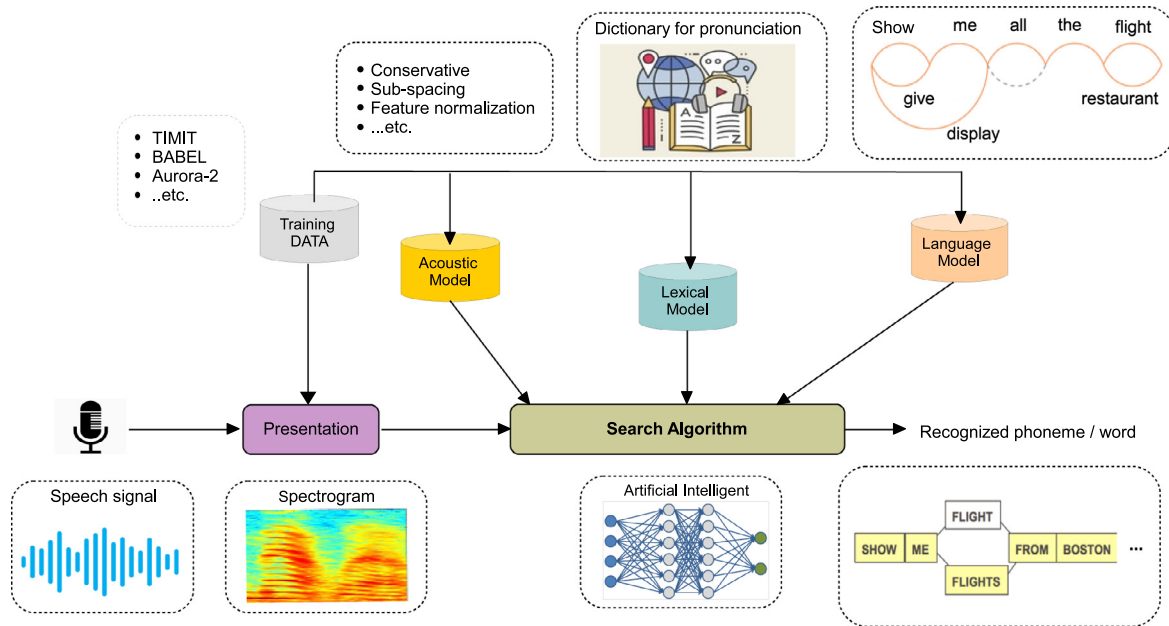 Dictionary for pronunciation
Show me all the flight
give
restaurant
display
• Conservative
• Sub-spacing
• Feature normalization
• ...etc.
A
Z
• TIMIT
• BABEL
• Aurora-2
• ..etc.
Training
DATA
Acoustic
Model
Lexical
Model
Language
Model
Presentation
Search Algorithm
Recognized phoneme / word
Speech signal
Spectrogram
Artificial Intelligent
FLIGHT
SHOW ME FROM BOSTON ...
FLIGHTS